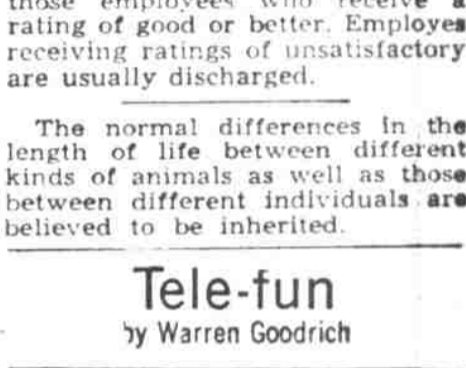 those employees who receive a
rating of good or better. Employes
receiving ratings of unsatisfactory
are usually discharged.
The normal differences in the
length of life between different
kinds of animals as well as those
between different individuals are
believed to be inherited.
Tele-fun
by Warren Goodrich